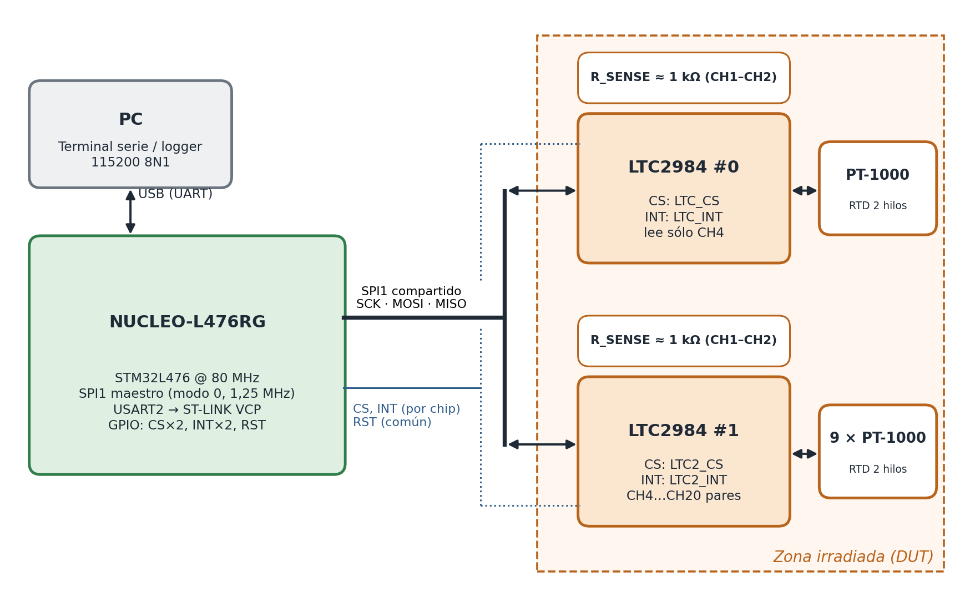 PC
Terminal serie / logger
115200 8N1
USB (UART)
NUCLEO-L476RG
STM32L476 @ 80 MHz
SPI1 maestro (modo 0, 1,25 MHz)
USART2 → ST-LINK VCP
GPIO: CS×2, INT×2, RST
SPI1 compartido
SCK · MOSI · MISO
CS, INT (por chip)
RST (común)
R_SENSE ≈ 1 kΩ (CH1–CH2)
LTC2984 #0
CS: LTC_CS
INT: LTC_INT
lee sólo CH4
PT-1000
RTD 2 hilos
R_SENSE ≈ 1 kΩ (CH1–CH2)
LTC2984 #1
CS: LTC2_CS
INT: LTC2_INT
CH4…CH20 pares
9 × PT-1000
RTD 2 hilos
Zona irradiada (DUT)